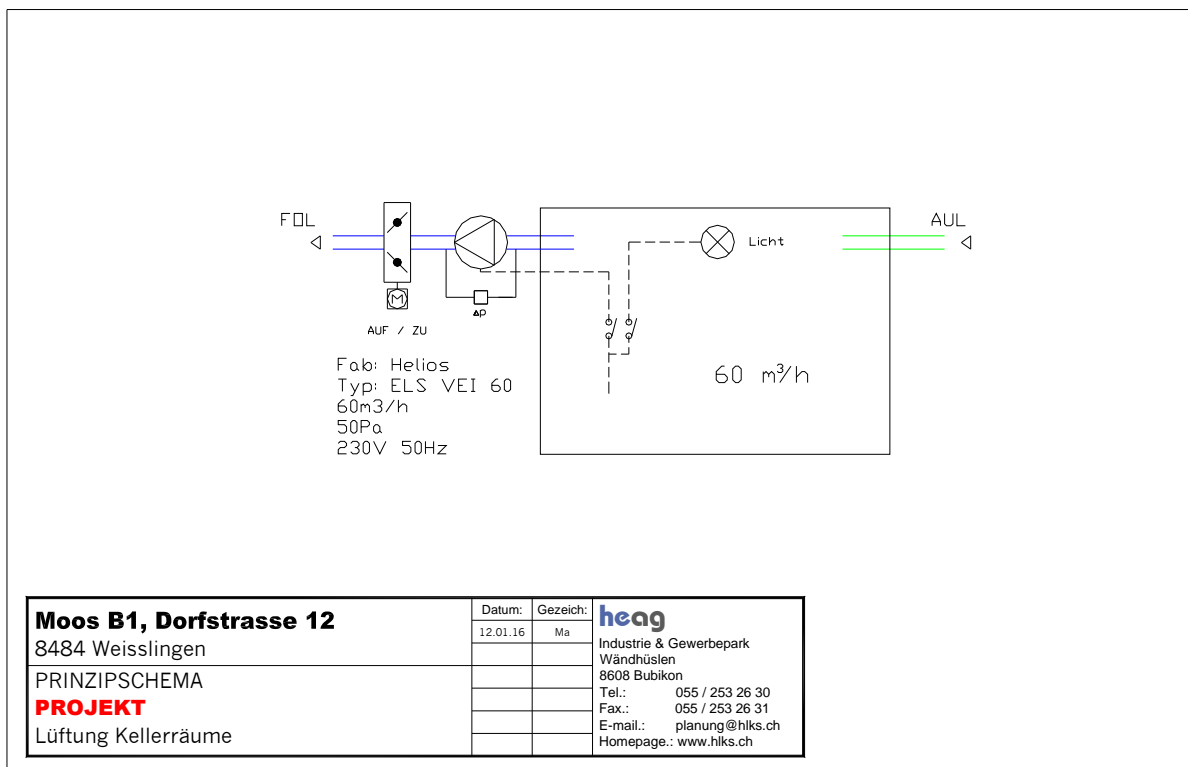 FOL
AUL
Licht
M
Δp
AUF / ZU
Fab: Helios
Typ: ELS VEI 60
60m3/h
50Pa
230V 50Hz
60 m³/h
Moos B1, Dorfstrasse 12
8484 Weisslingen
PRINZIPSCHEMA
PROJEKT
Lüftung Kellerräume
Datum: Gezeich:
12.01.16 Ma
heag
Industrie & Gewerbepark
Wändhüslen
8608 Bubikon
Tel.: 055 / 253 26 30
Fax.: 055 / 253 26 31
E-mail.: planung@hlks.ch
Homepage.: www.hlks.ch